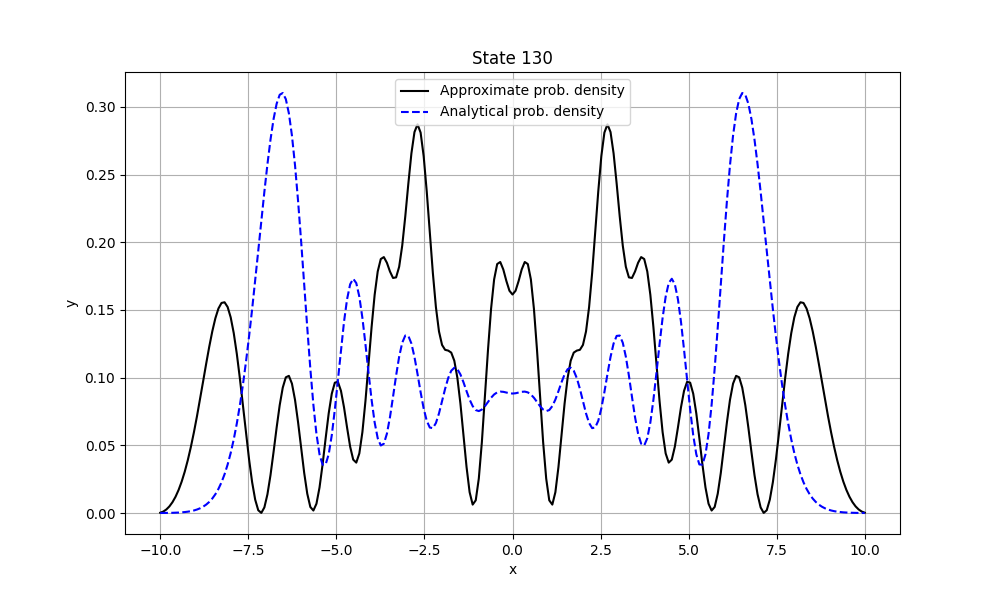 State 130
Approximate prob. density
Analytical prob. density
0.30
0.25
0.20
0.15
0.10
0.05
0.00
y
−10.0 −7.5 −5.0 −2.5 0.0 2.5 5.0 7.5 10.0
x